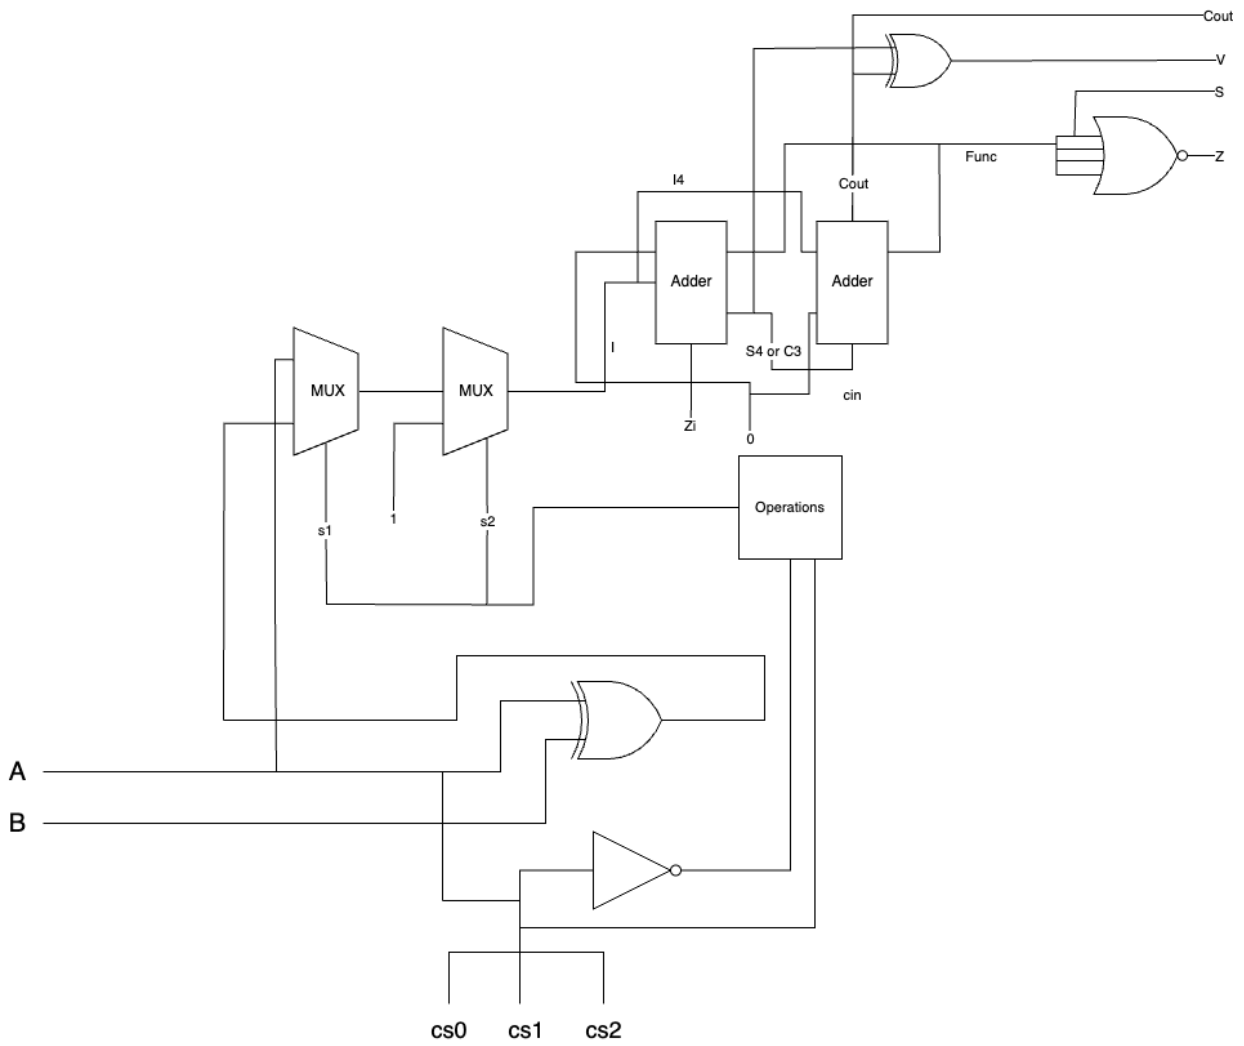 Cout
V
S
Z
Func
I4
Cout
Adder
Adder
I
S4 or C3
MUX
MUX
cin
Zi
0
Operations
1
s2
s1
A
B
cs0
cs1
cs2